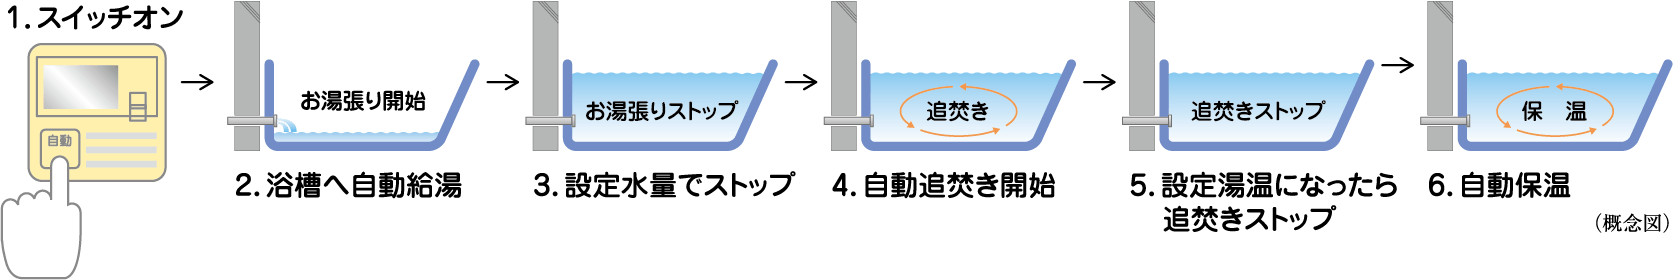 1.スイッチオン
自動
お湯張り開始
2.浴槽へ自動給湯
お湯張りストップ
3.設定水量でストップ
追焚き
4.自動追焚き開始
追焚きストップ
5.設定湯温になったら
追焚きストップ
保　温
6.自動保温
（概念図）